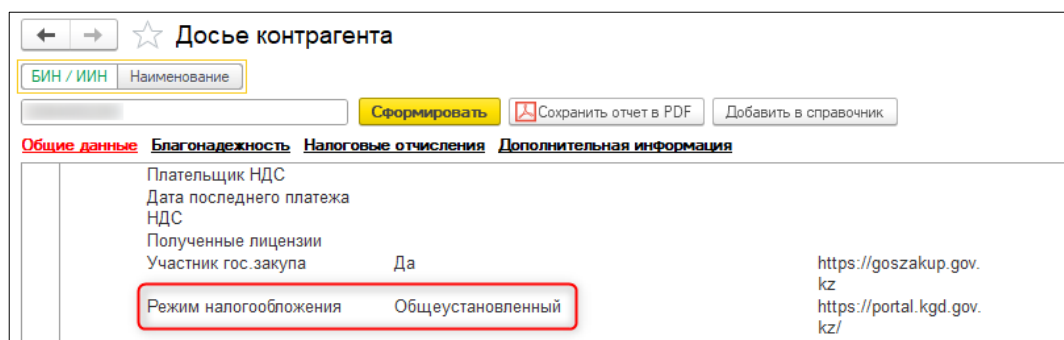 Досье контрагента
БИН / ИИН Наименование
Сформировать Сохранить отчет в PDF Добавить в справочник
Общие данные Благонадежность Налоговые отчисления Дополнительная информация
Плательщик НДС
Дата последнего платежа
НДС
Полученные лицензии
Участник гос.закупа Да https://goszakup.gov.
kz
Режим налогообложения Общеустановленный https://portal.kgd.gov.
kz/